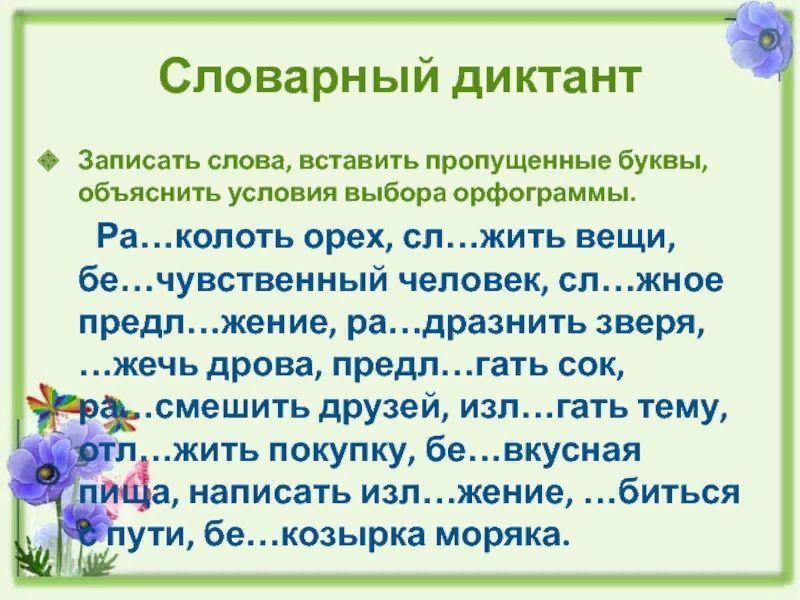 Словарный диктант
Записать слова, вставить пропущенные буквы,
объяснить условия выбора орфограммы.
Ра…колоть орех, сл…жить вещи,
бе…чувственный человек, сл…жное
предл…жение, ра…дразнить зверя,
…жечь дрова, предл…гать сок,
ра…смешить друзей, изл…гать тему,
отл…жить покупку, бе…вкусная
пища, написать изл…жение, …биться
с пути, бе…козырка моряка.